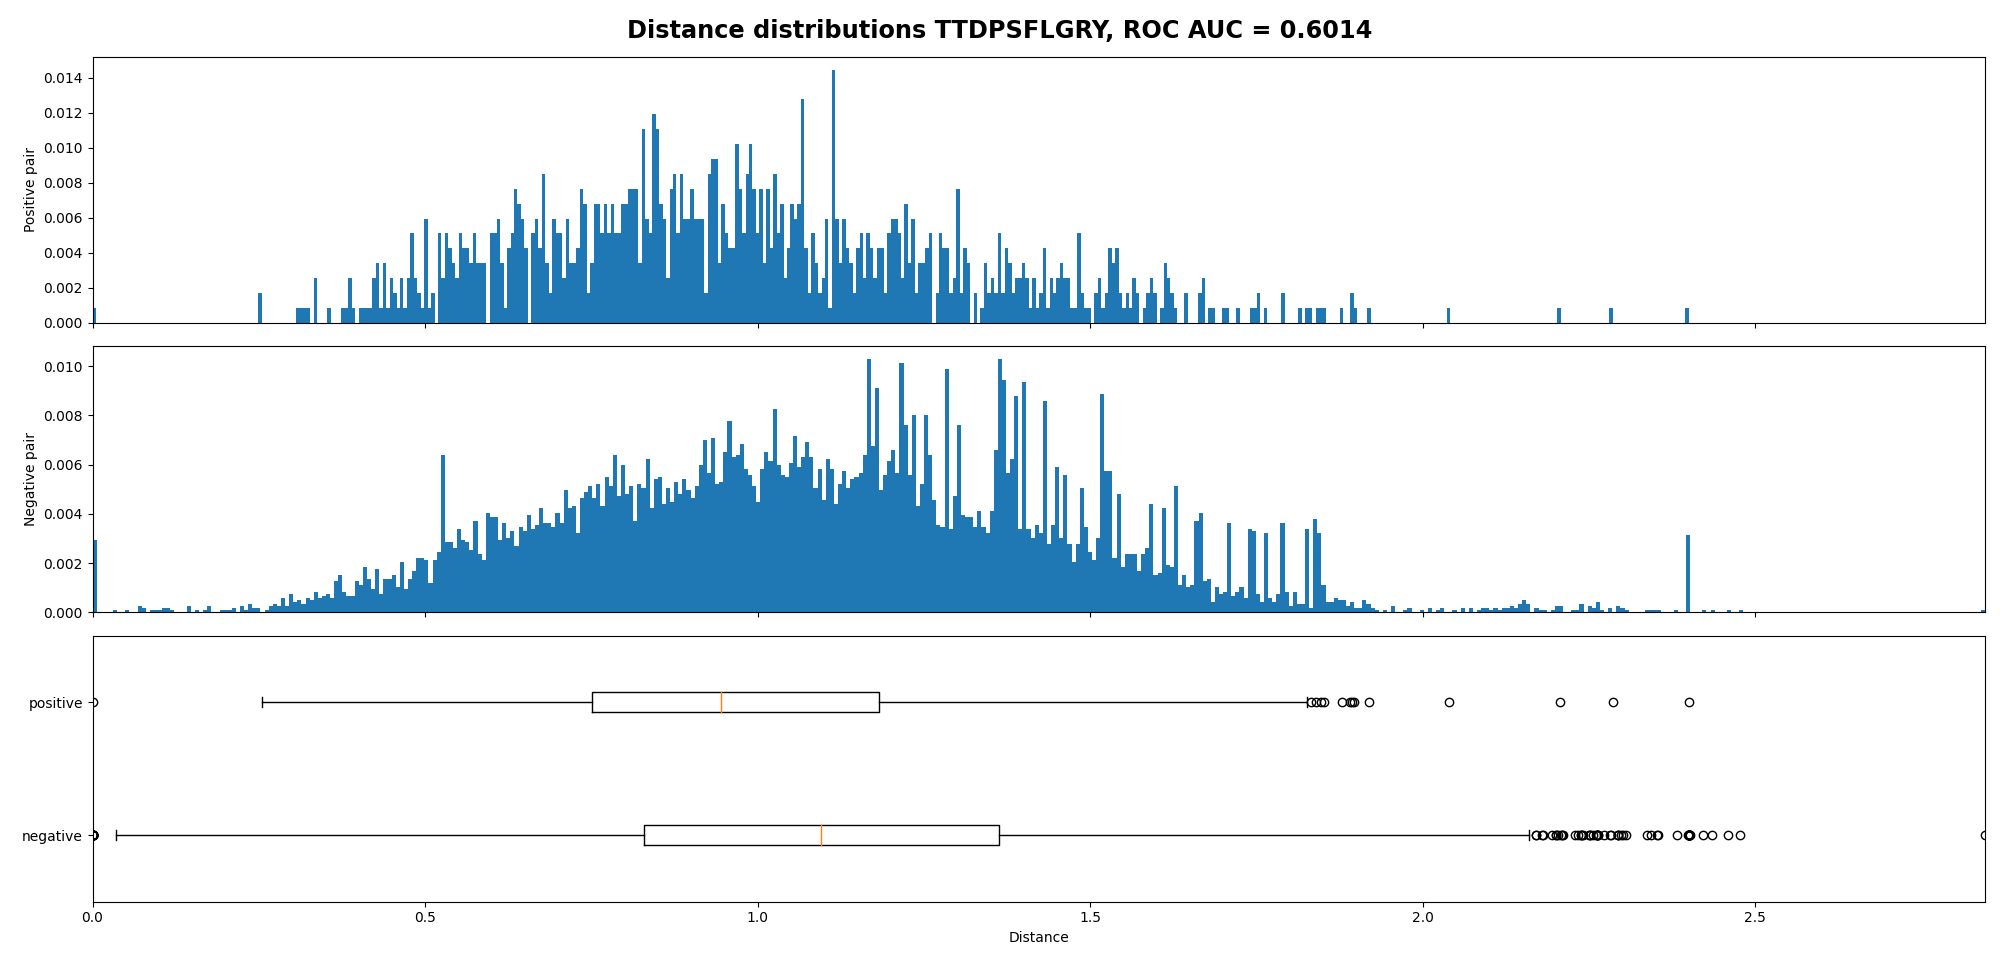 Distance distributions TTDPSFLGRY, ROC AUC = 0.6014
0.014
0.012
0.010
0.008
0.006
0.004
0.002
0.000
Positive pair
0.010
0.008
0.006
0.004
0.002
0.000
Negative pair
positive
negative
0.0 0.5 1.0 1.5 2.0 2.5
Distance